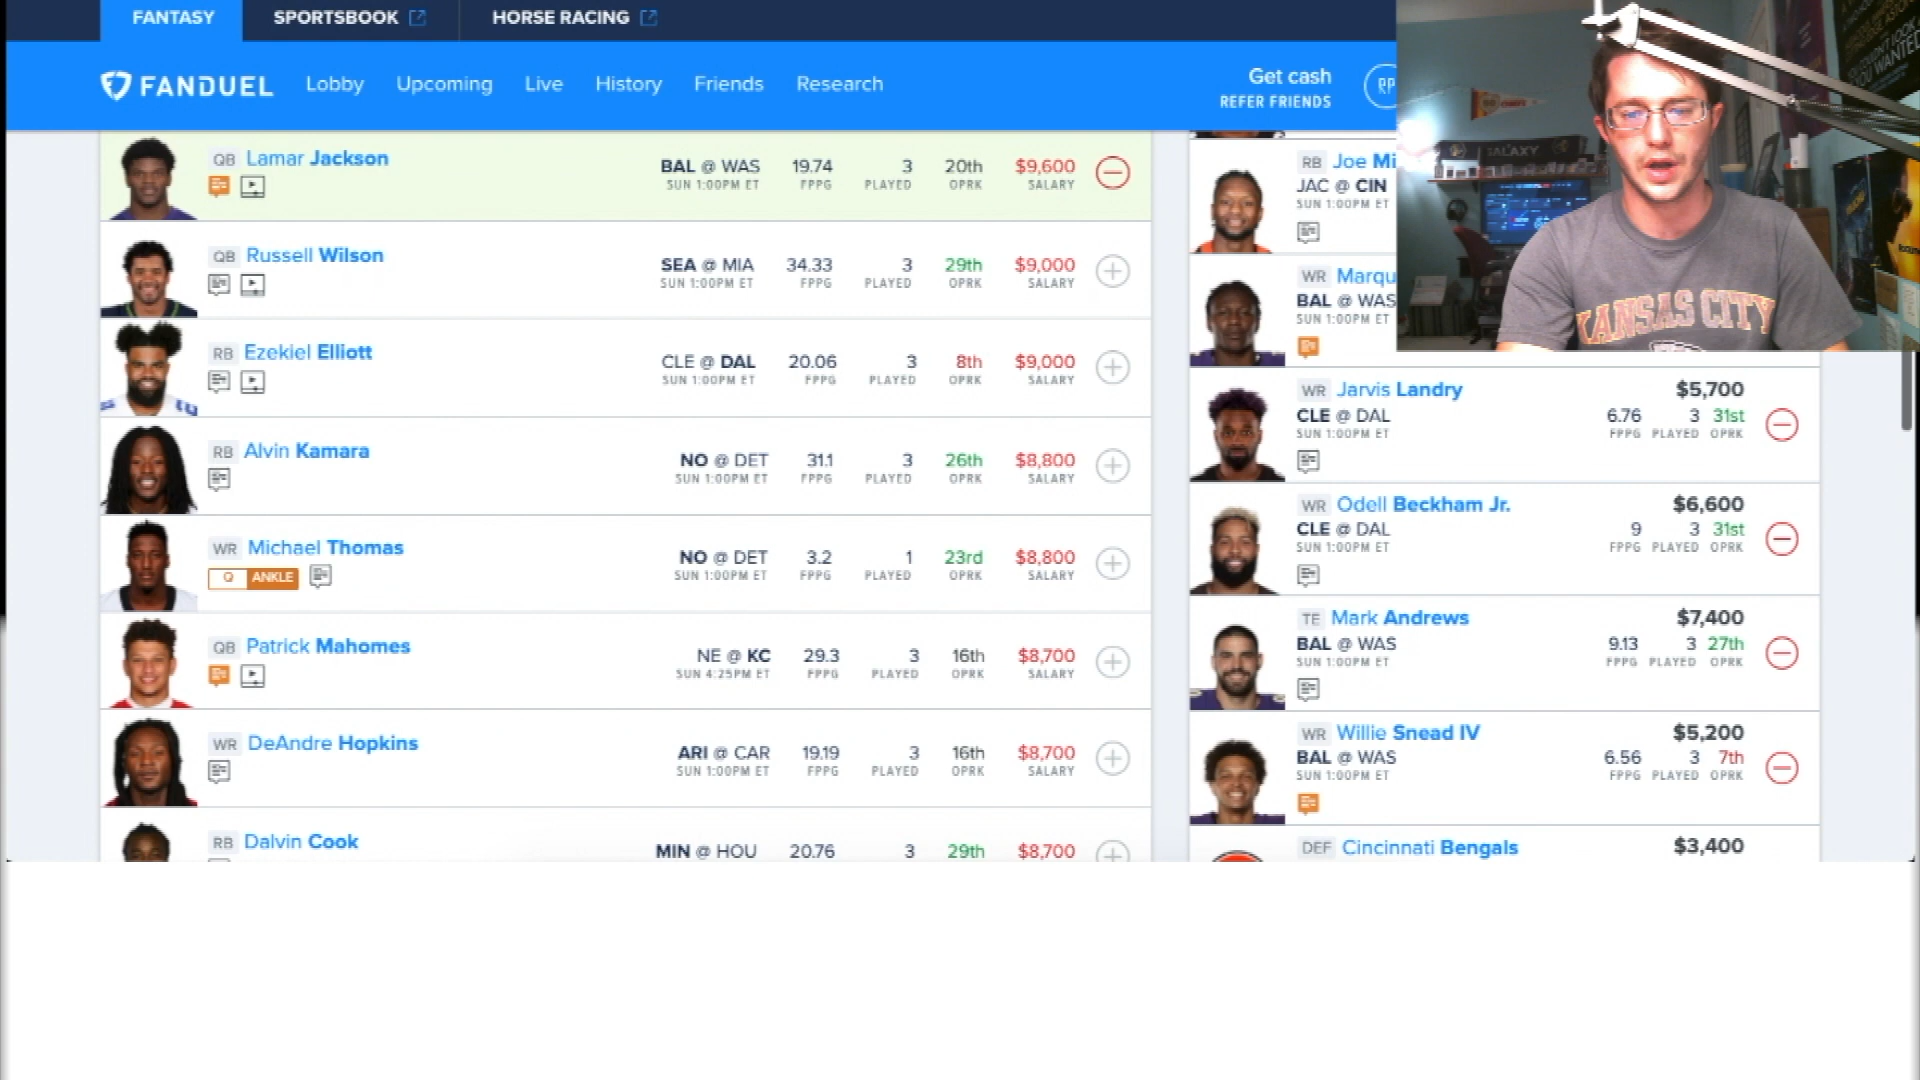 FANTASY SPORTSBOOK HORSE RACING
FANDUEL Lobby Upcoming Live History Friends Research
Get cash
REFER FRIENDS
RP
QB Lamar Jackson
BAL @ WAS 19.74 3 20th $9,600
SUN 1:00PM ET FPPG PLAYED OPRK SALARY
QB Russell Wilson
SEA @ MIA 34.33 3 29th $9,000
SUN 1:00PM ET FPPG PLAYED OPRK SALARY
RB Ezekiel Elliott
CLE @ DAL 20.06 3 8th $9,000
SUN 1:00PM ET FPPG PLAYED OPRK SALARY
RB Alvin Kamara
NO @ DET 31.1 3 26th $8,800
SUN 1:00PM ET FPPG PLAYED OPRK SALARY
WR Michael Thomas
Q ANKLE
NO @ DET 3.2 1 23rd $8,800
SUN 1:00PM ET FPPG PLAYED OPRK SALARY
QB Patrick Mahomes
NE @ KC 29.3 3 16th $8,700
SUN 4:25PM ET FPPG PLAYED OPRK SALARY
WR DeAndre Hopkins
ARI @ CAR 19.19 3 16th $8,700
SUN 1:00PM ET FPPG PLAYED OPRK SALARY
RB Dalvin Cook
MIN @ HOU 20.76 3 29th $8,700
RB Joe Mi
JAC @ CIN
SUN 1:00PM ET
WR Marqu
BAL @ WAS
SUN 1:00PM ET
WR Jarvis Landry $5,700
CLE @ DAL 6.76 3 31st
SUN 1:00PM ET FPPG PLAYED OPRK
WR Odell Beckham Jr. $6,600
CLE @ DAL 9 3 31st
SUN 1:00PM ET FPPG PLAYED OPRK
TE Mark Andrews $7,400
BAL @ WAS 9.13 3 27th
SUN 1:00PM ET FPPG PLAYED OPRK
WR Willie Snead IV $5,200
BAL @ WAS 6.56 3 7th
SUN 1:00PM ET FPPG PLAYED OPRK
DEF Cincinnati Bengals $3,400
GALAXY
KANSAS CITY